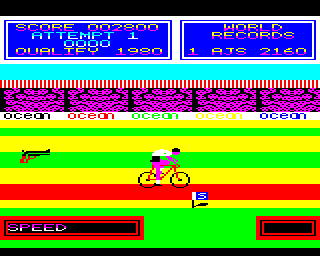 SCORE 002800
ATTEMPT 1
0000
QUALIFY 1980
WORLD
RECORDS
1 AJS 2160
ocean ocean ocean ocean ocean
S
SPEED